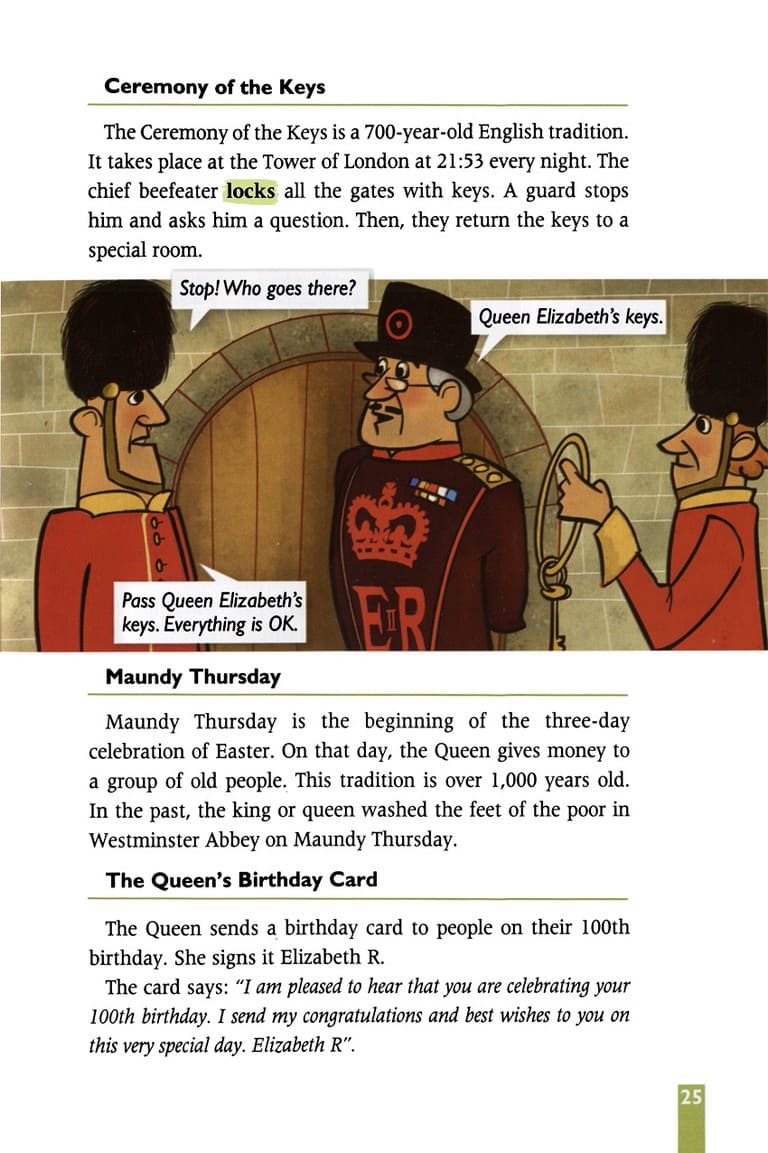 Ceremony of the Keys
The Ceremony of the Keys is a 700-year-old English tradition.
It takes place at the Tower of London at 21:53 every night. The
chief beefeater locks all the gates with keys. A guard stops
him and asks him a question. Then, they return the keys to a
special room.
Stop! Who goes there?
Queen Elizabeth's keys.
Pass Queen Elizabeth's
keys. Everything is OK.
EIIR
Maundy Thursday
Maundy Thursday is the beginning of the three-day
celebration of Easter. On that day, the Queen gives money to
a group of old people. This tradition is over 1,000 years old.
In the past, the king or queen washed the feet of the poor in
Westminster Abbey on Maundy Thursday.
The Queen's Birthday Card
The Queen sends a birthday card to people on their 100th
birthday. She signs it Elizabeth R.
The card says: "I am pleased to hear that you are celebrating your
100th birthday. I send my congratulations and best wishes to you on
this very special day. Elizabeth R".
25